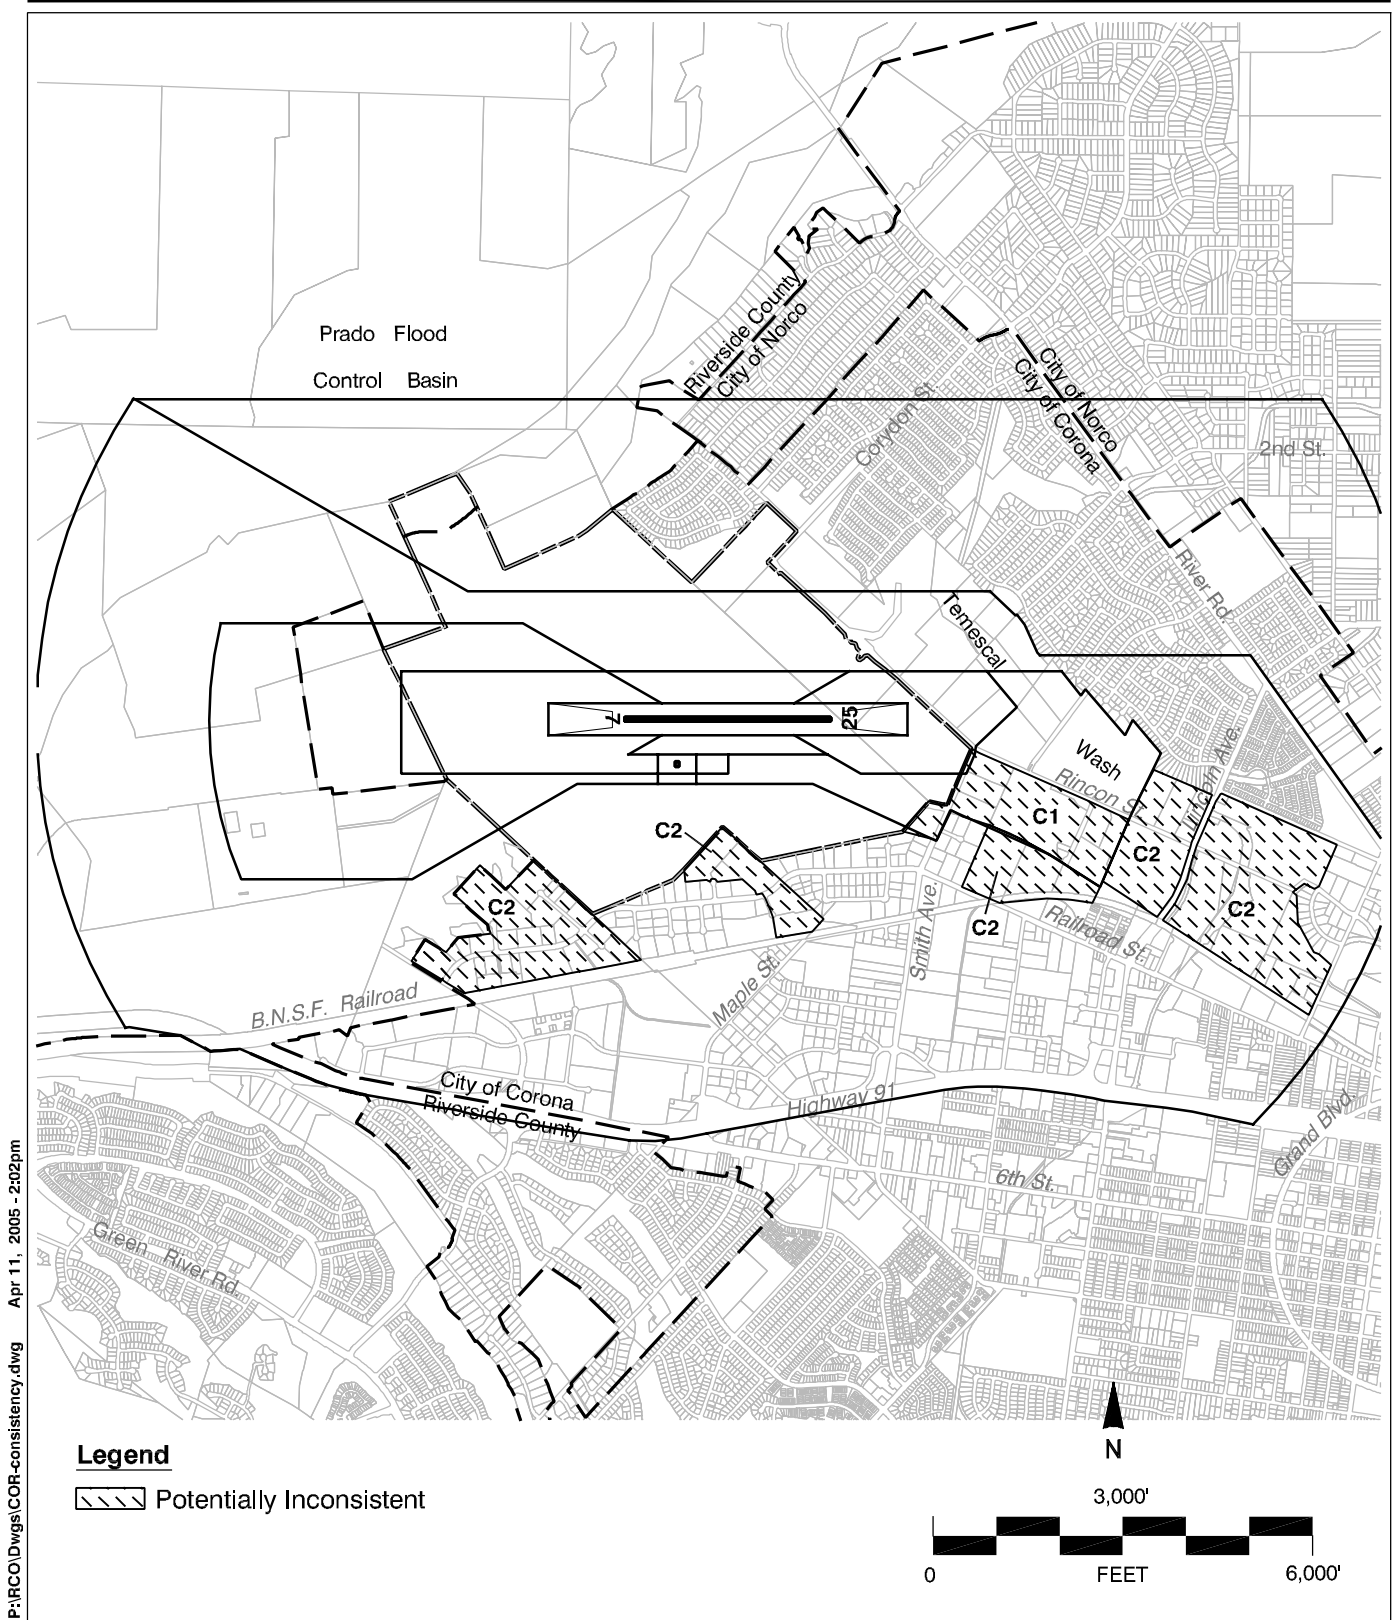 Prado Flood
Control Basin
Riverside County
City of Norco
City of Norco
City of Corona
Corydon St.
2nd St.
River Rd.
Temescal
Wash
7
25
Rincon S
Lincoln Ave.
C1
C2
C2
C2
C2
C2
Smith Ave.
Railroad St.
Maple St.
B.N.S.F. Railroad
City of Corona
Riverside County
Highway 91
Grand Blvd.
6th St.
Green River Rd.
N
Legend
Potentially Inconsistent
3,000'
0
FEET
6,000'
P:\RCO\Dwgs\COR-consistency.dwg Apr 11, 2005 - 2:02pm